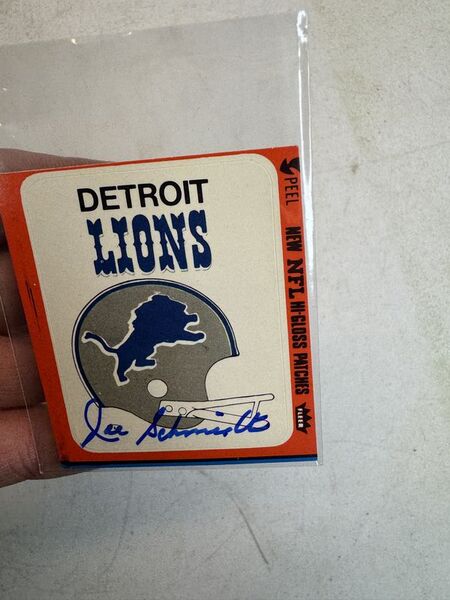 DETROIT
LIONS
Joe Schmidt
PEEL
NEW NFL HI-GLOSS PATCHES
FLEER